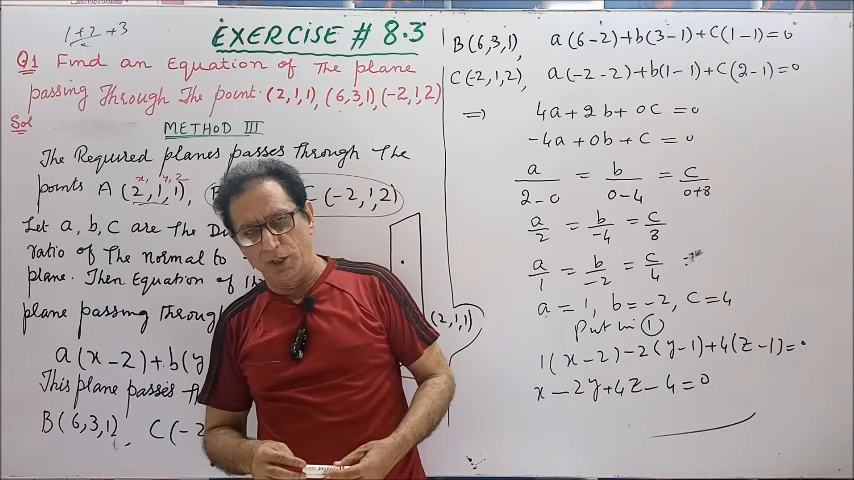 1+2+3
EXERCISE # 8.3
Q1 Find an Equation of The plane
passing Through The point (2,1,1), (6,3,1), (-2,1,2)
Sol
METHOD III
The Required planes passes Through The
points A (2,1,1), C (-2,1,2)
x, y, z
Let a, b, c are The
ratio of The normal to
plane. Then Equation of
plane passing Through
a(x-2)+b(y
This plane passes
B(6,3,1), C(-2
(2,1,1)
B(6,3,1), a(6-2)+b(3-1)+c(1-1)=0
C(-2,1,2), a(-2-2)+b(1-1)+c(2-1)=0
⇒ 4a+2b+0c=0
-4a+0b+c=0
a/2-0 = b/0-4 = c/0+8
a/2 = b/-4 = c/8
a/1 = b/-2 = c/4 =
a=1, b=-2, c=4
Put in ①
1(x-2)-2(y-1)+4(z-1)=0
x-2y+4z-4=0